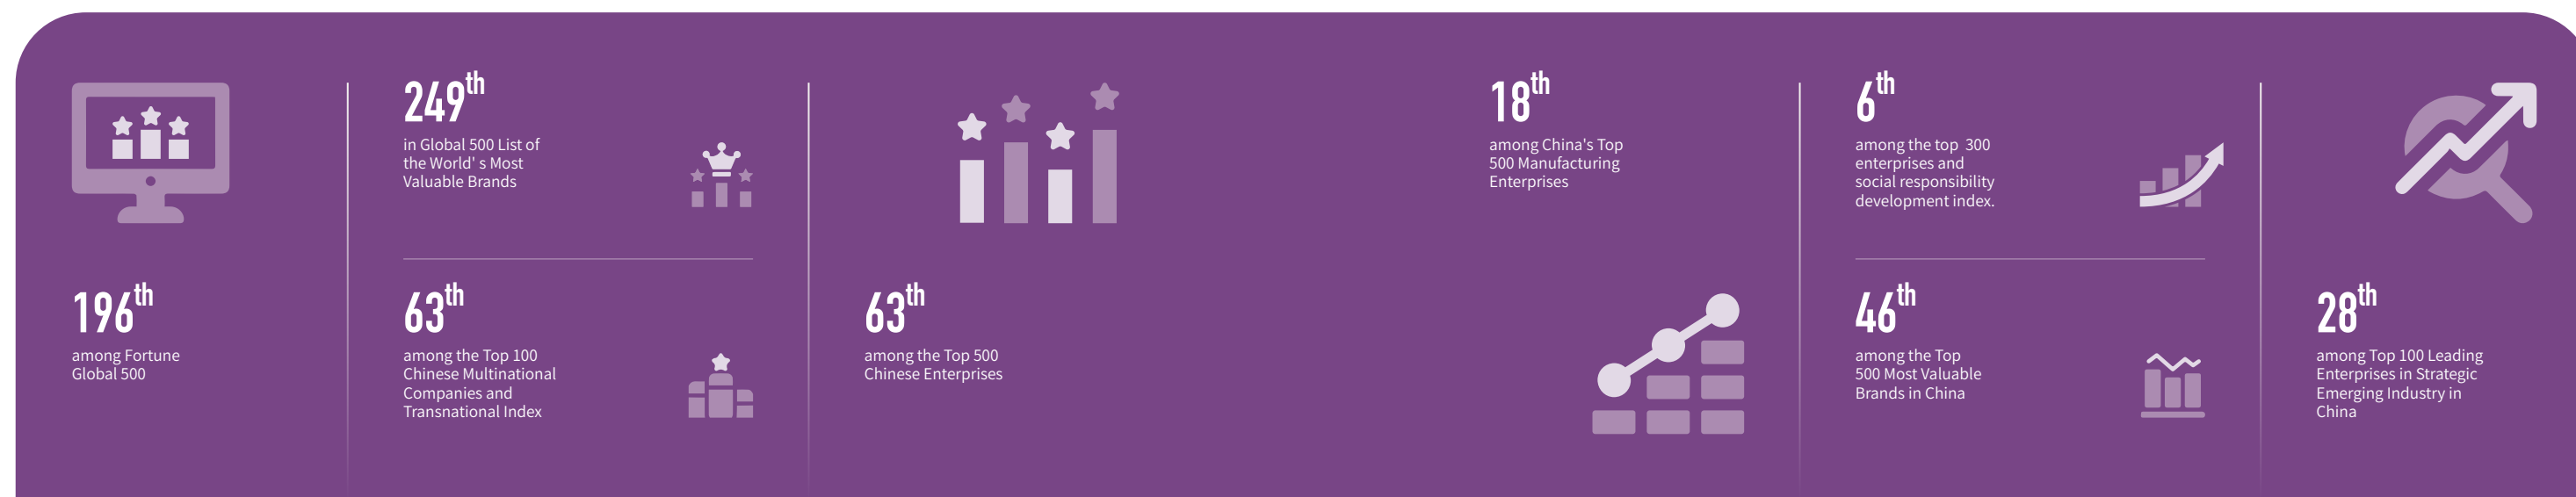 196th
among Fortune
Global 500
249th
in Global 500 List of
the World' s Most
Valuable Brands
63th
among the Top 100
Chinese Multinational
Companies and
Transnational Index
63th
among the Top 500
Chinese Enterprises
18th
among China's Top
500 Manufacturing
Enterprises
6th
among the top  300
enterprises and
social responsibility
development index.
46th
among the Top
500 Most Valuable
Brands in China
28th
among Top 100 Leading
Enterprises in Strategic
Emerging Industry in
China